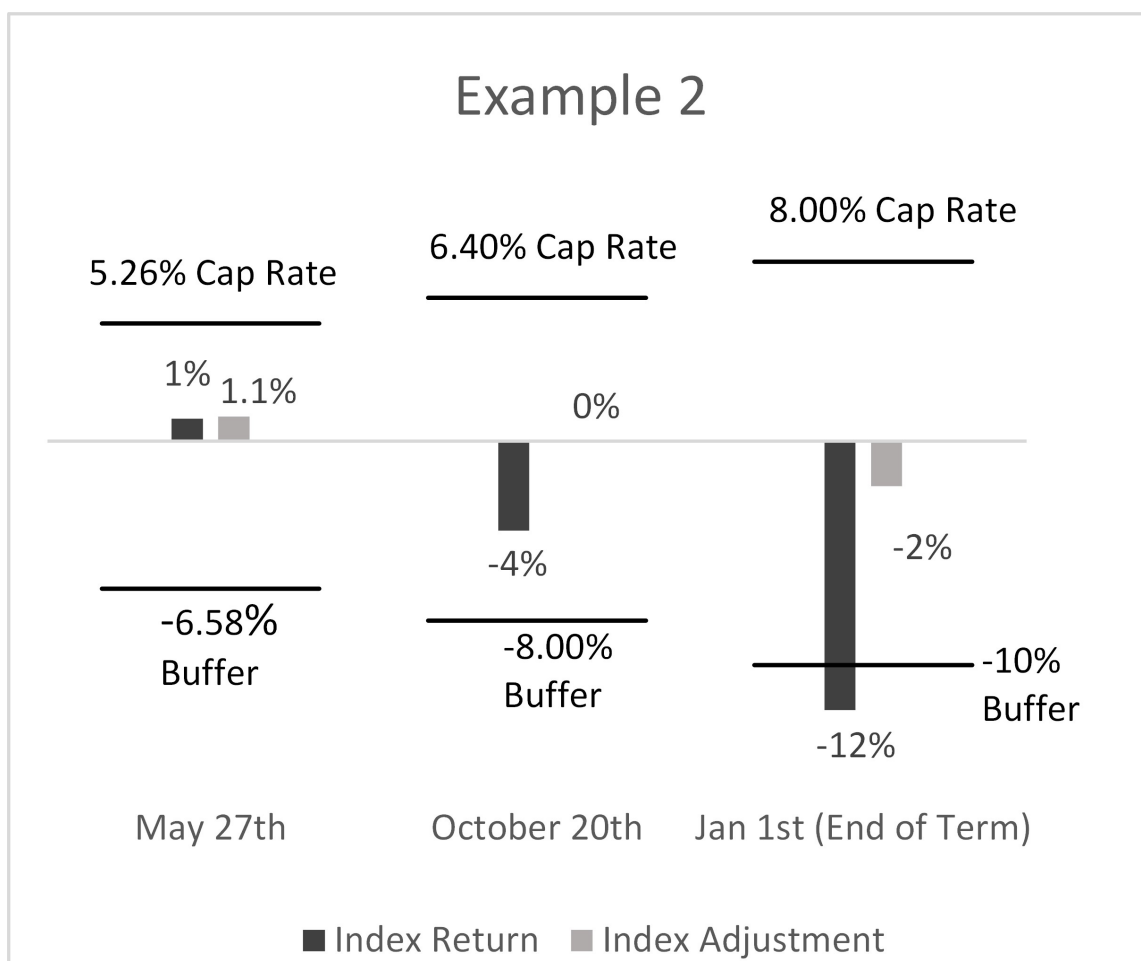 Example 2
8.00% Cap Rate
6.40% Cap Rate
5.26% Cap Rate
1%
1.1%
0%
-4%
-2%
-6.58%
Buffer
-8.00%
Buffer
-10%
Buffer
-12%
May 27th
October 20th
Jan 1st (End of Term)
Index Return
Index Adjustment